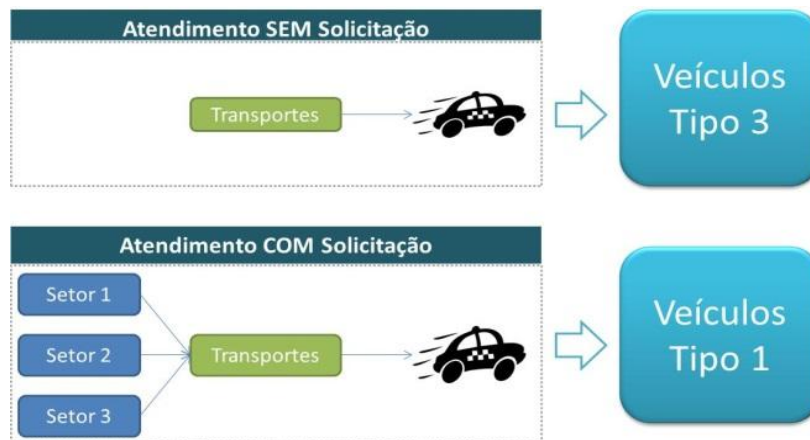 Atendimento SEM Solicitação
Transportes
Veículos
Tipo 3
Atendimento COM Solicitação
Setor 1
Setor 2
Setor 3
Transportes
Veículos
Tipo 1